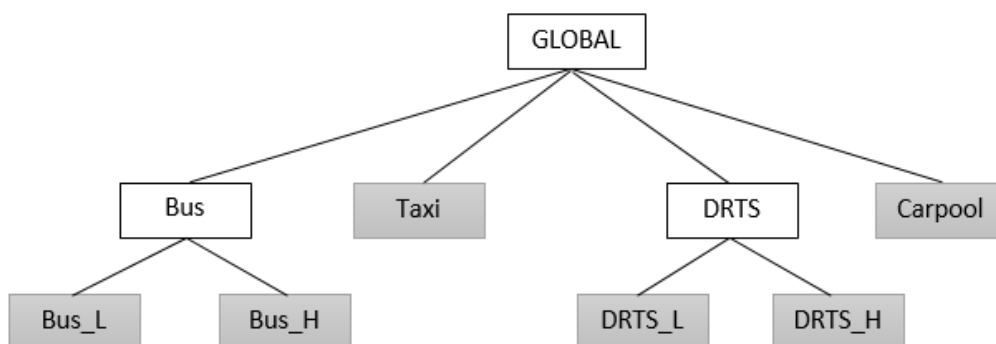 GLOBAL
Bus
Taxi
DRTS
Carpool
Bus_L
Bus_H
DRTS_L
DRTS_H